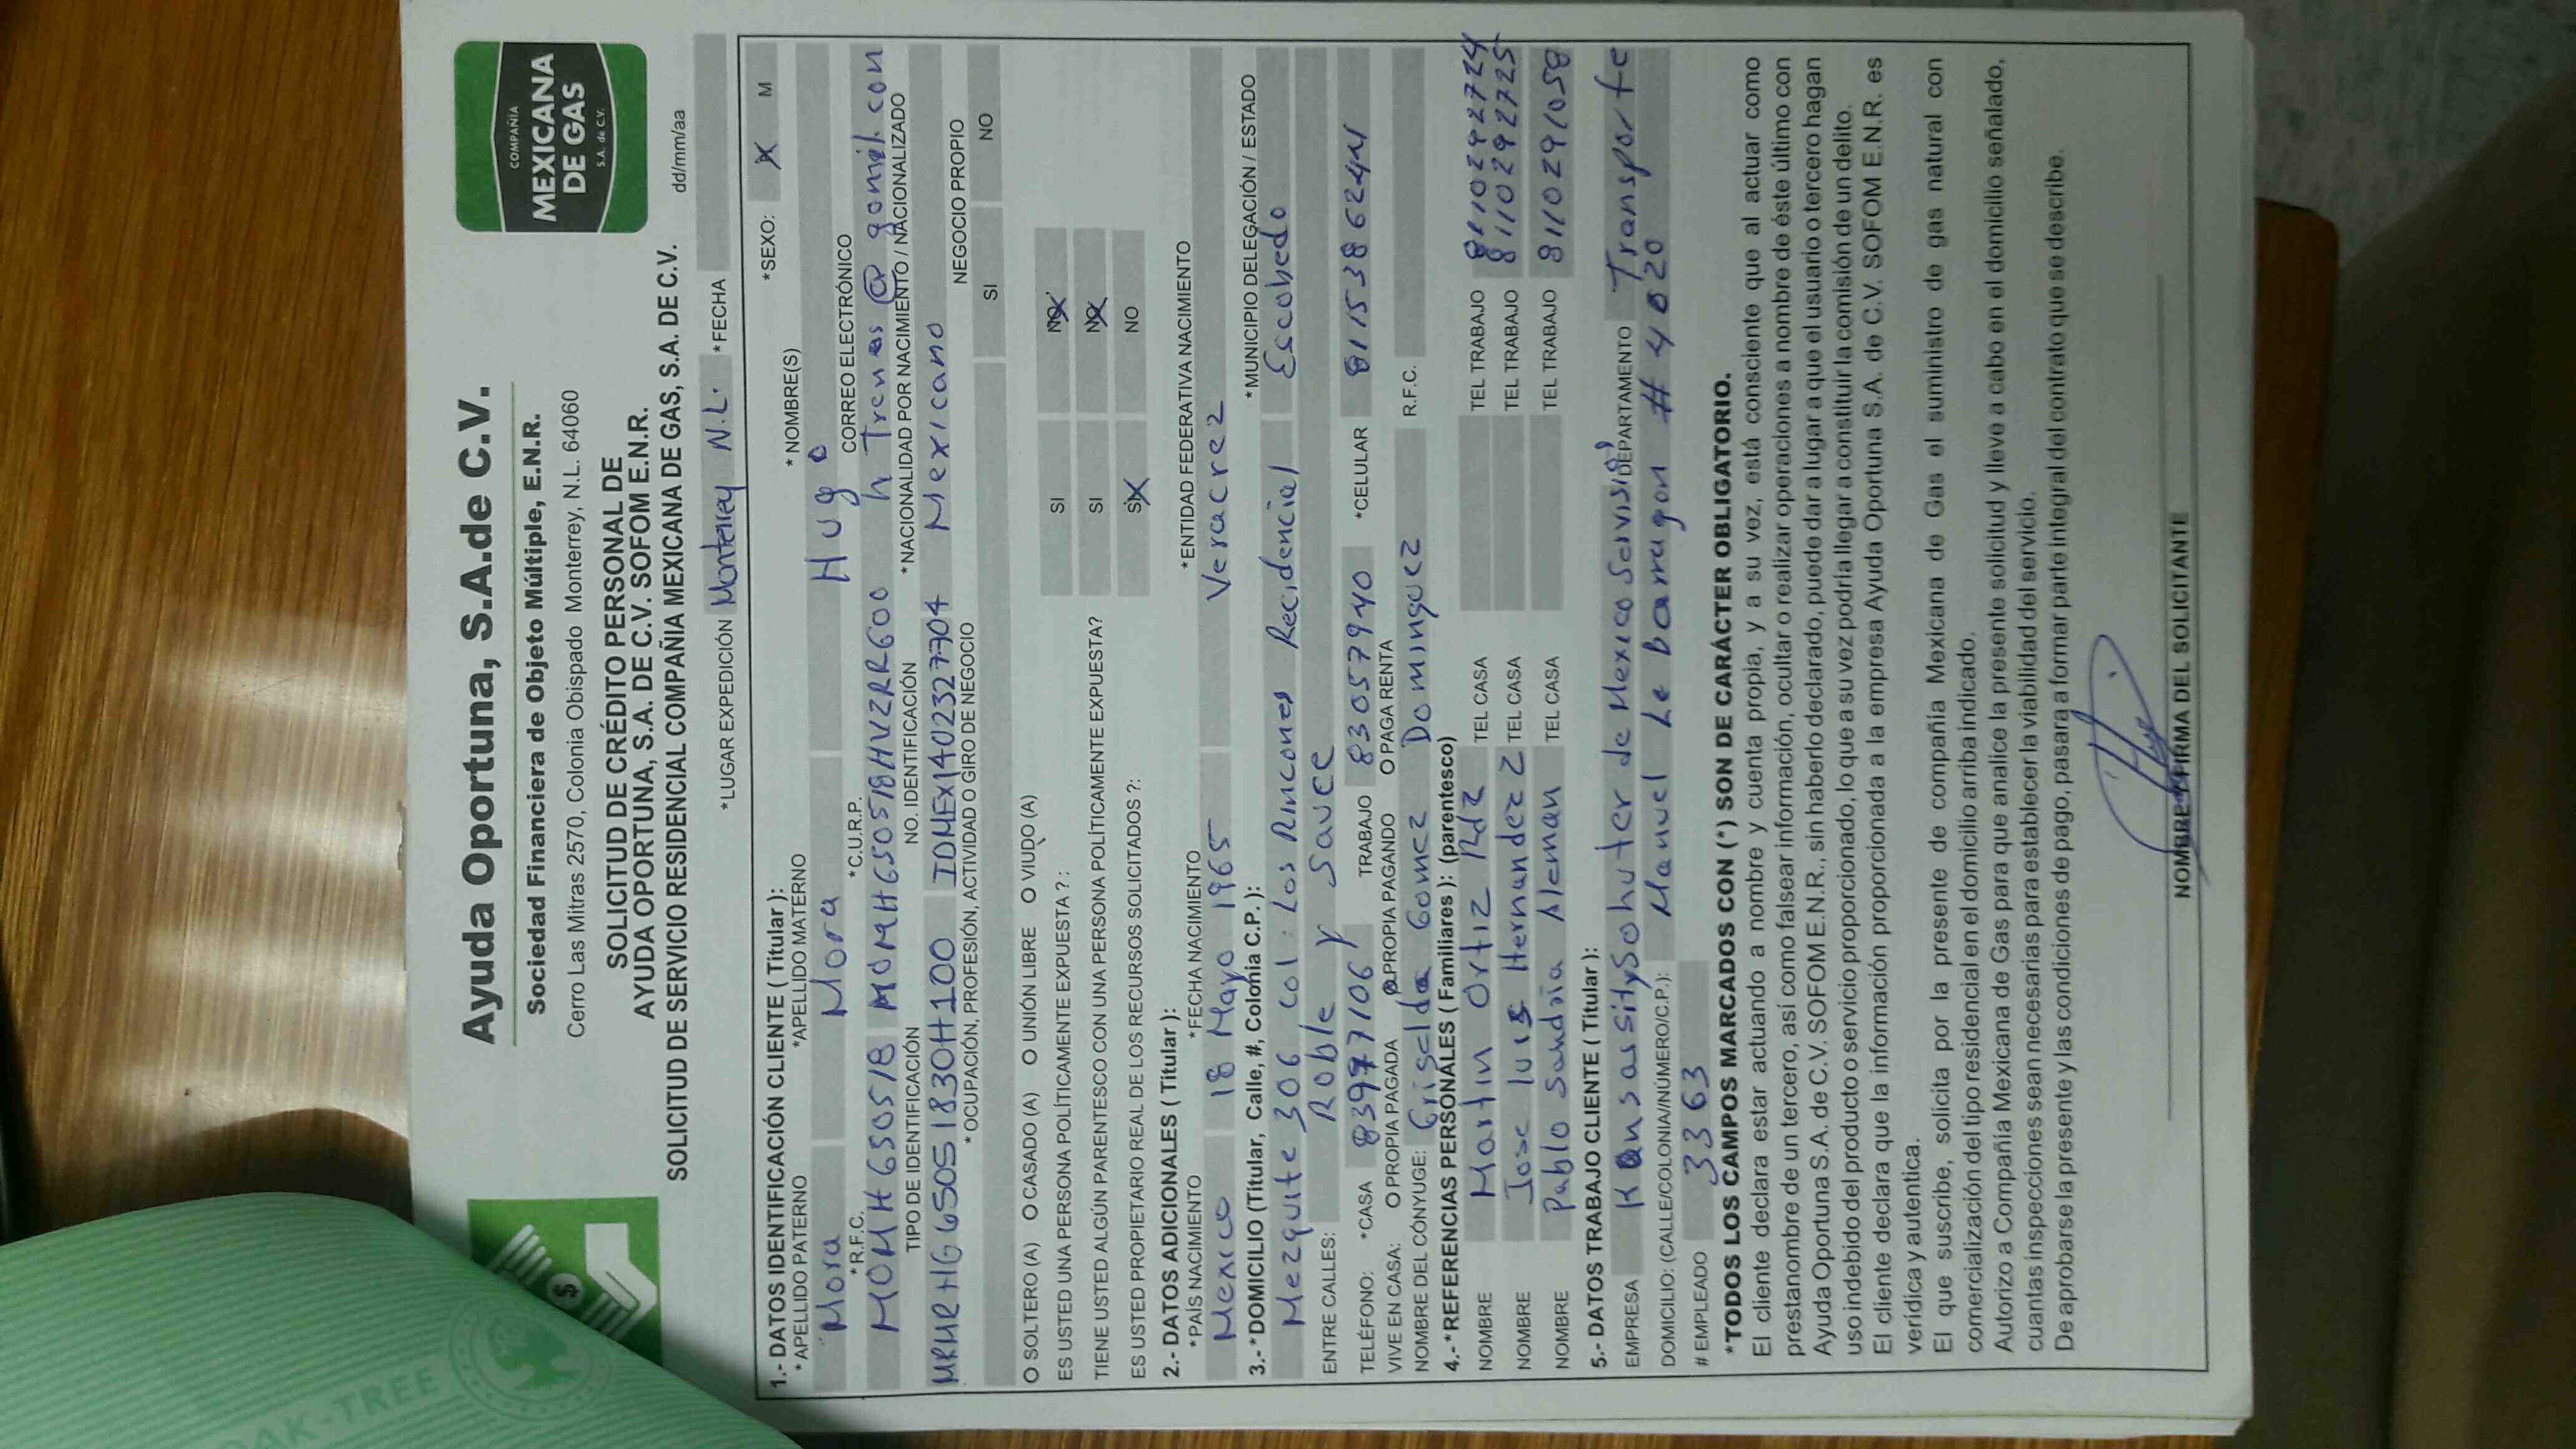 Ayuda Oportuna, S.A.de C.V.
Sociedad Financiera de Objeto Múltiple, E.N.R.
Cerro Las Mitras 2570, Colonia Obispado Monterrey, N.L. 64060
COMPAÑIA
MEXICANA
DE GAS
S.A. de C.V.
SOLICITUD DE CRÉDITO PERSONAL DE
AYUDA OPORTUNA, S.A. DE C.V. SOFOM E.N.R.
SOLICITUD DE SERVICIO RESIDENCIAL COMPAÑIA MEXICANA DE GAS, S.A. DE C.V.
dd/mm/aa
*LUGAR EXPEDICIÓN Monterrey N.L. *FECHA
1.- DATOS IDENTIFICACIÓN CLIENTE ( Titular ): *SEXO: X M
* APELLIDO PATERNO *APELLIDO MATERNO * NOMBRE(S)
Mora Mora Hugo
* R.F.C. *C.U.R.P. CORREO ELECTRÓNICO
MOMH650518 MOMH650518HVZRRG00 h Trenes@gomil.con
TIPO DE IDENTIFICACIÓN NO. IDENTIFICACIÓN *NACIONALIDAD POR NACIMIENTO / NACIONALIZADO
MRMRHG65051830H100 IDMEX1402327704 Mexicano
* OCUPACIÓN, PROFESIÓN, ACTIVIDAD O GIRO DE NEGOCIO NEGOCIO PROPIO
SI NO
O SOLTERO (A) O CASADO (A) O UNIÓN LIBRE O VIUDO (A)
ES USTED UNA PERSONA POLÍTICAMENTE EXPUESTA ? : SI NO
TIENE USTED ALGÚN PARENTESCO CON UNA PERSONA POLÍTICAMENTE EXPUESTA? SI NO
ES USTED PROPIETARIO REAL DE LOS RECURSOS SOLICITADOS ?: SI NO
2.- DATOS ADICIONALES ( Titular ):
* PAÍS NACIMIENTO *FECHA NACIMIENTO *ENTIDAD FEDERATIVA NACIMIENTO
Mexico 18 Mayo 1965 Veracrez
3.- *DOMICILIO (Titular, Calle, #, Colonia C.P. ): *MUNICIPIO DELEGACIÓN / ESTADO
Mezquite 306 col: Los Rincones Recidencial Escobedo
ENTRE CALLES: Roble y Sauce
TELÉFONO: *CASA 83971106 TRABAJO 83057940 *CELULAR 8115386244
VIVE EN CASA: O PROPIA PAGADA O PROPIA PAGANDO O PAGA RENTA
NOMBRE DEL CÓNYUGE: Griselda Gomez Dominguez R.F.C.
4.- *REFERENCIAS PERSONALES ( Familiares ): (parentesco)
NOMBRE Martin Ortiz Rdz TEL CASA TEL TRABAJO 8110292724
NOMBRE Jose luis Hernandez Z TEL CASA TEL TRABAJO 8110292725
NOMBRE Pablo Sandia Aleman TEL CASA TEL TRABAJO 8110291058
5.- DATOS TRABAJO CLIENTE ( Titular ):
EMPRESA Kansas sity Sohuter de Mexico Servisio, DEPARTAMENTO Transporte
DOMICILIO: (CALLE/COLONIA//NÚMERO/C.P.): Manuel Le Barragan # 4020
# EMPLEADO 3363
*TODOS LOS CAMPOS MARCADOS CON (*) SON DE CARÁCTER OBLIGATORIO.
El cliente declara estar actuando a nombre y cuenta propia, y a su vez, está consciente que al actuar como
prestanombre de un tercero, así como falsear información, ocultar o realizar operaciones a nombre de éste último con
Ayuda Oportuna S.A. de C.V. SOFOM E.N.R., sin haberlo declarado, puede dar a lugar a que el usuario o tercero hagan
uso indebido del producto o servicio proporcionado, lo que a su vez podría llegar a constituir la comisión de un delito.
El cliente declara que la información proporcionada a la empresa Ayuda Oportuna S.A. de C.V. SOFOM E.N.R. es
verídica y autentica.
El que suscribe, solicita por la presente de compañía Mexicana de Gas el suministro de gas natural con
comercialización del tipo residencial en el domicilio arriba indicado.
Autorizo a Compañía Mexicana de Gas para que analice la presente solicitud y lleve a cabo en el domicilio señalado,
cuantas inspecciones sean necesarias para establecer la viabilidad del servicio.
De aprobarse la presente y las condiciones de pago, pasara a formar parte integral del contrato que se describe.
NOMBRE Y FIRMA DEL SOLICITANTE